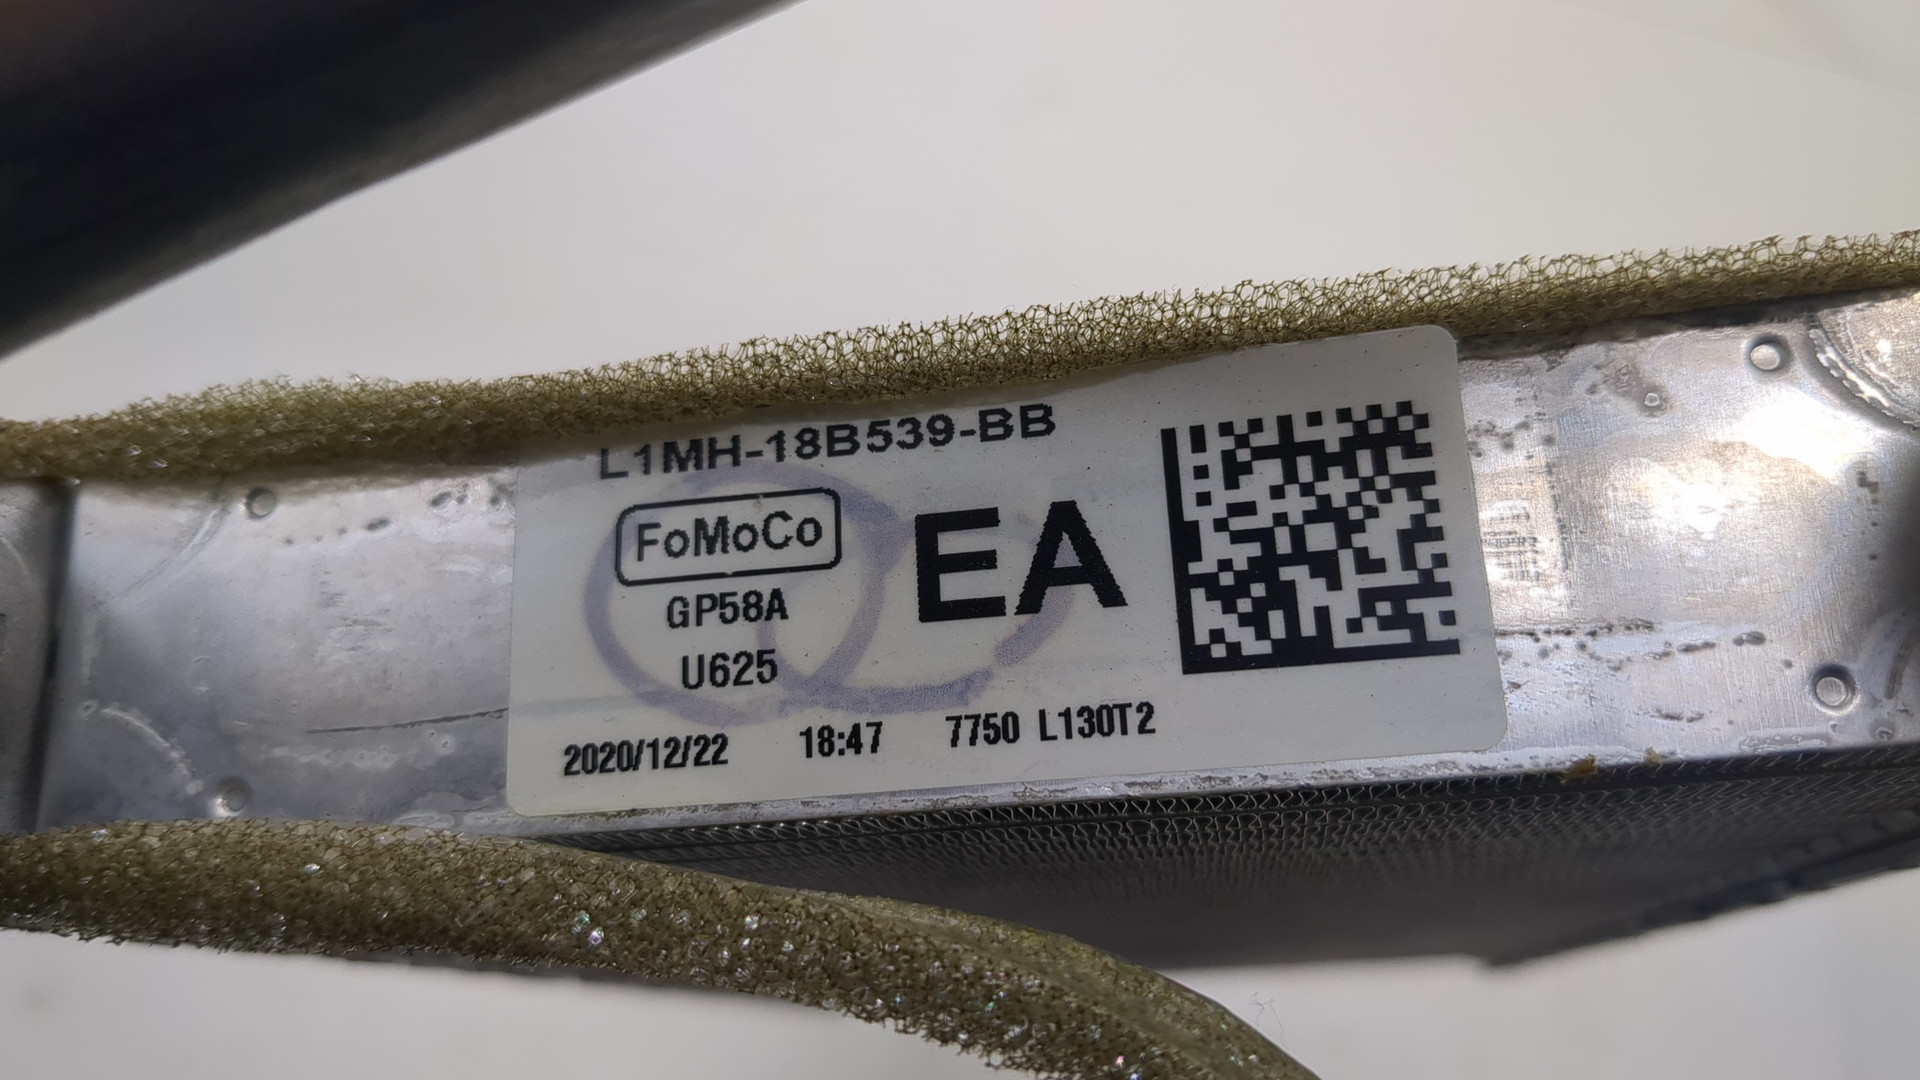 L1MH-18B539-BB
FoMoCo
EA
GP58A
U625
2020/12/22 18:47 7750 L130T2